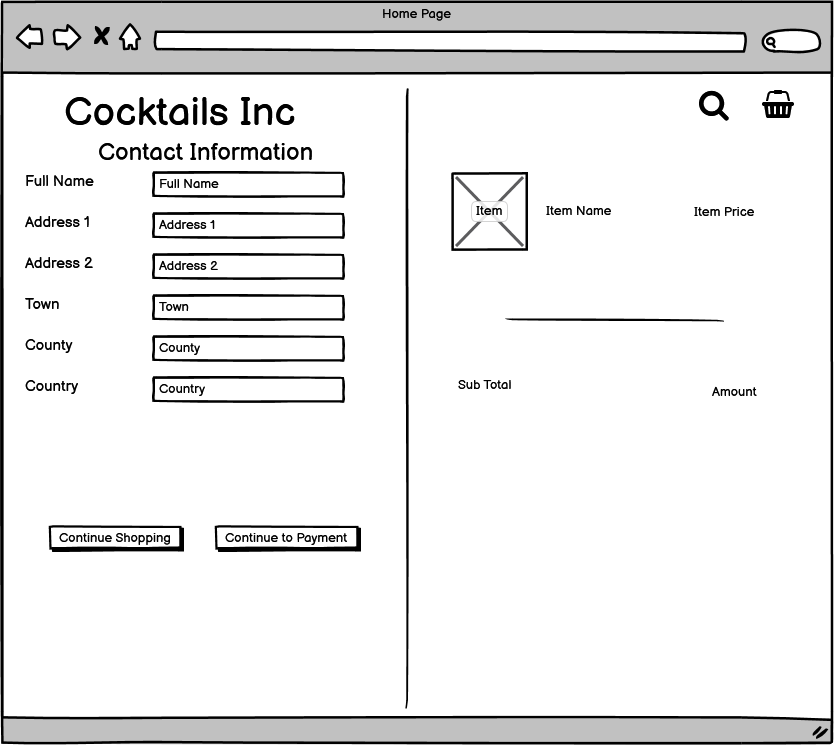 Home Page
Cocktails Inc
Contact Information
Full Name
Full Name
Address 1
Address 1
Address 2
Address 2
Town
Town
County
County
Country
Country
Continue Shopping
Continue to Payment
Item
Item Name
Item Price
Sub Total
Amount